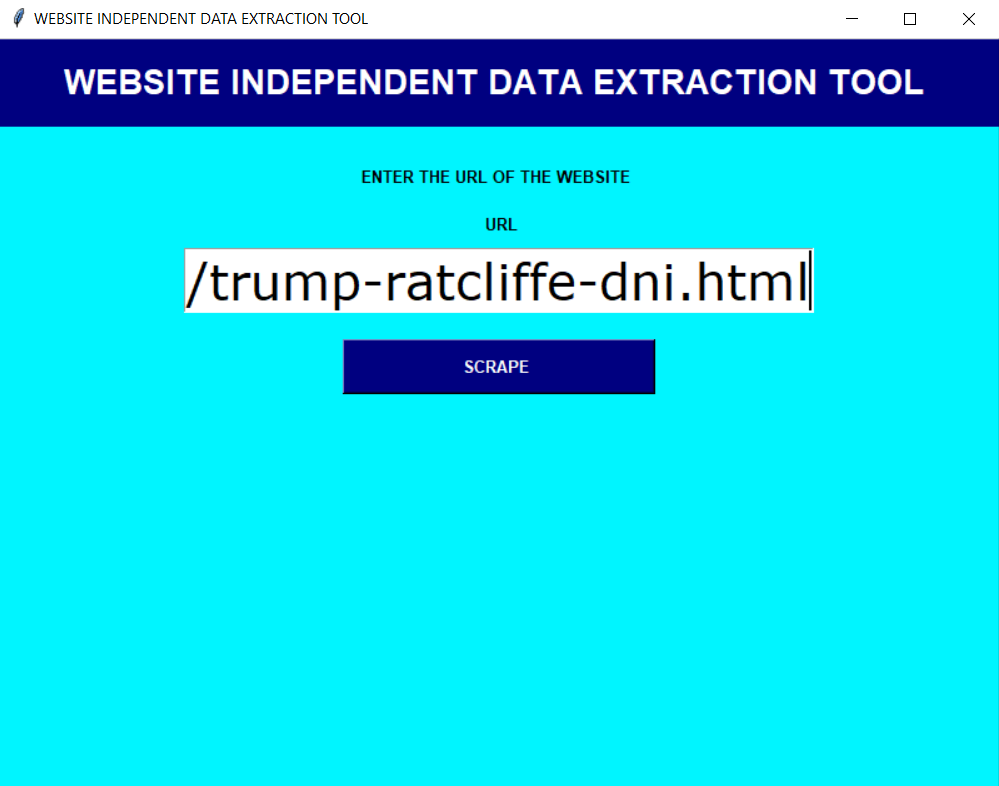 WEBSITE INDEPENDENT DATA EXTRACTION TOOL
WEBSITE INDEPENDENT DATA EXTRACTION TOOL
ENTER THE URL OF THE WEBSITE
URL
/trump-ratcliffe-dni.html
SCRAPE